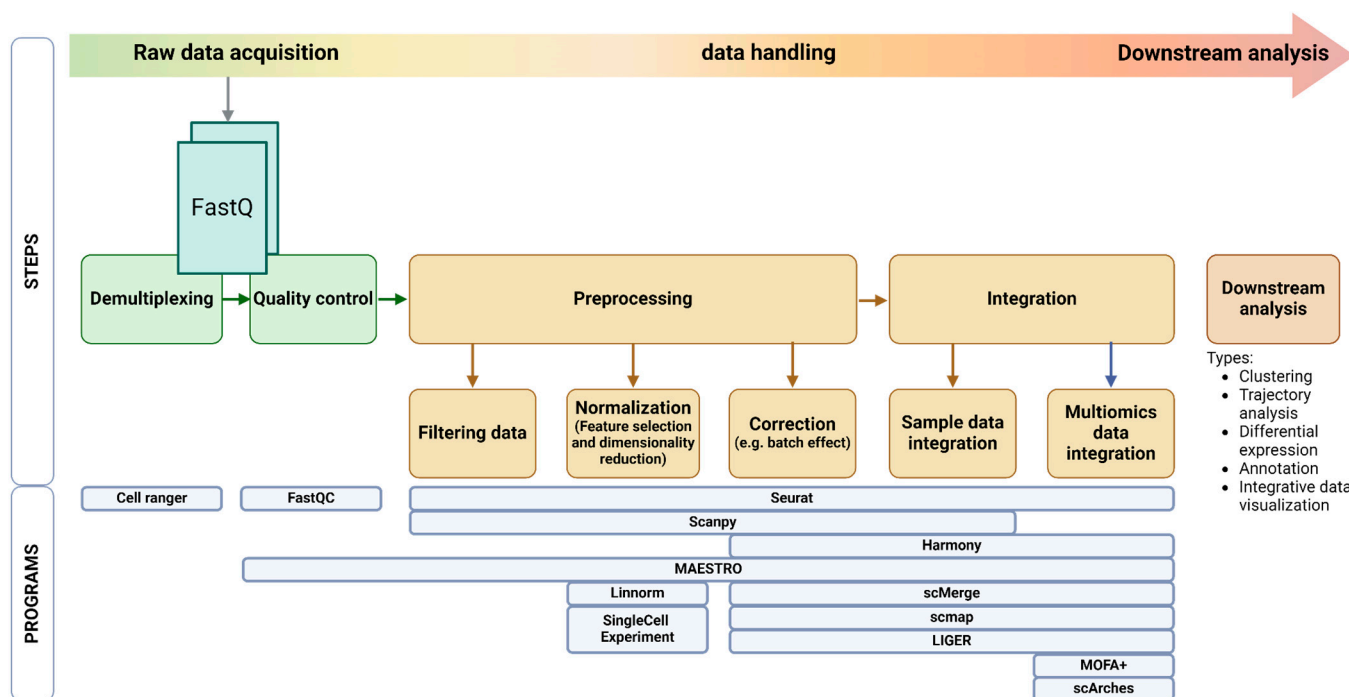 Raw data acquisition
data handling
Downstream analysis
STEPS
FastQ
Demultiplexing
Quality control
Preprocessing
Integration
Downstream
analysis
Filtering data
Normalization
(Feature selection
and dimensionality
reduction)
Correction
(e.g. batch effect)
Sample data
integration
Multiomics
data
integration
Types:
• Clustering
• Trajectory
analysis
• Differential
expression
• Annotation
• Integrative data
visualization
PROGRAMS
Cell ranger
FastQC
Seurat
Scanpy
Harmony
MAESTRO
Linnorm
scMerge
SingleCell
Experiment
scmap
LIGER
MOFA+
scArches